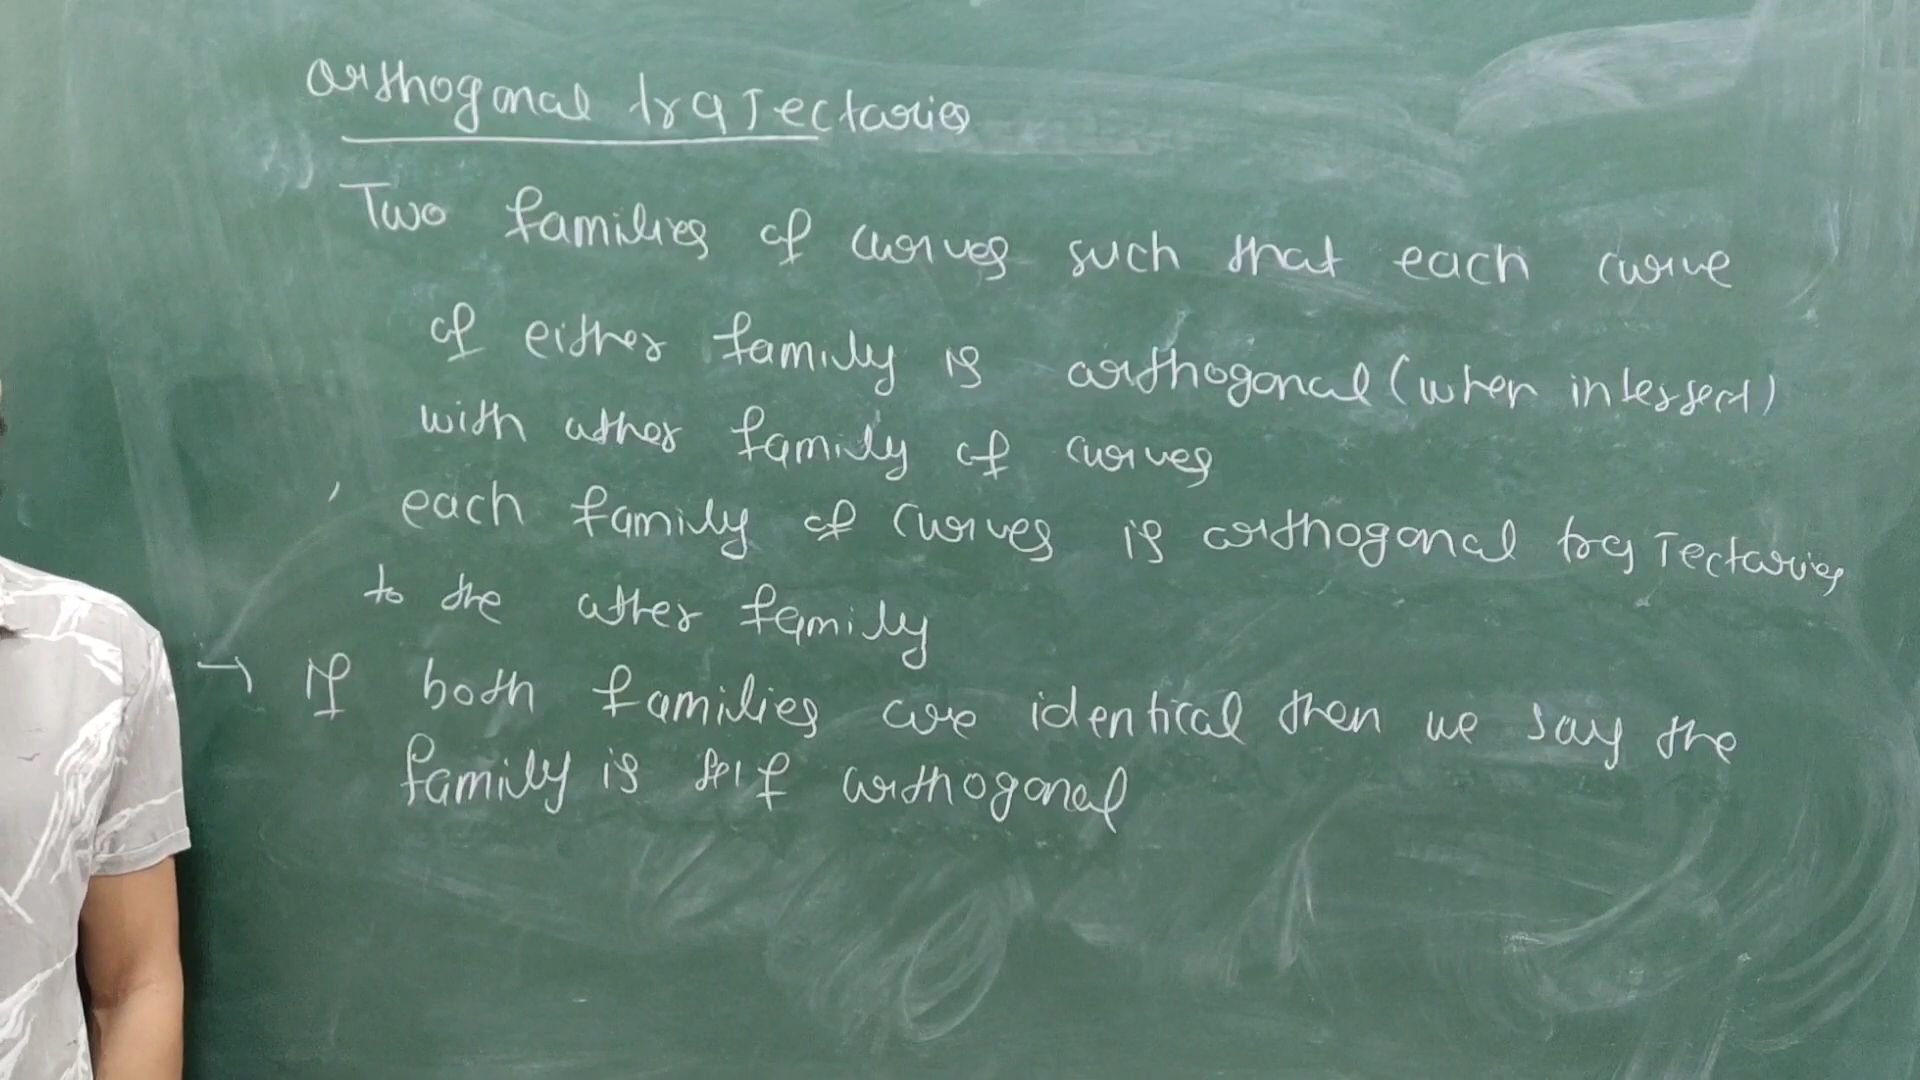 orthogonal traJectories
Two families of curves such that each curve
of either family is orthogonal (when intersect)
with other family of curves
each family of curves is orthogonal traJectories
to the other family
→ If both families are identical then we say the
family is self orthogonal